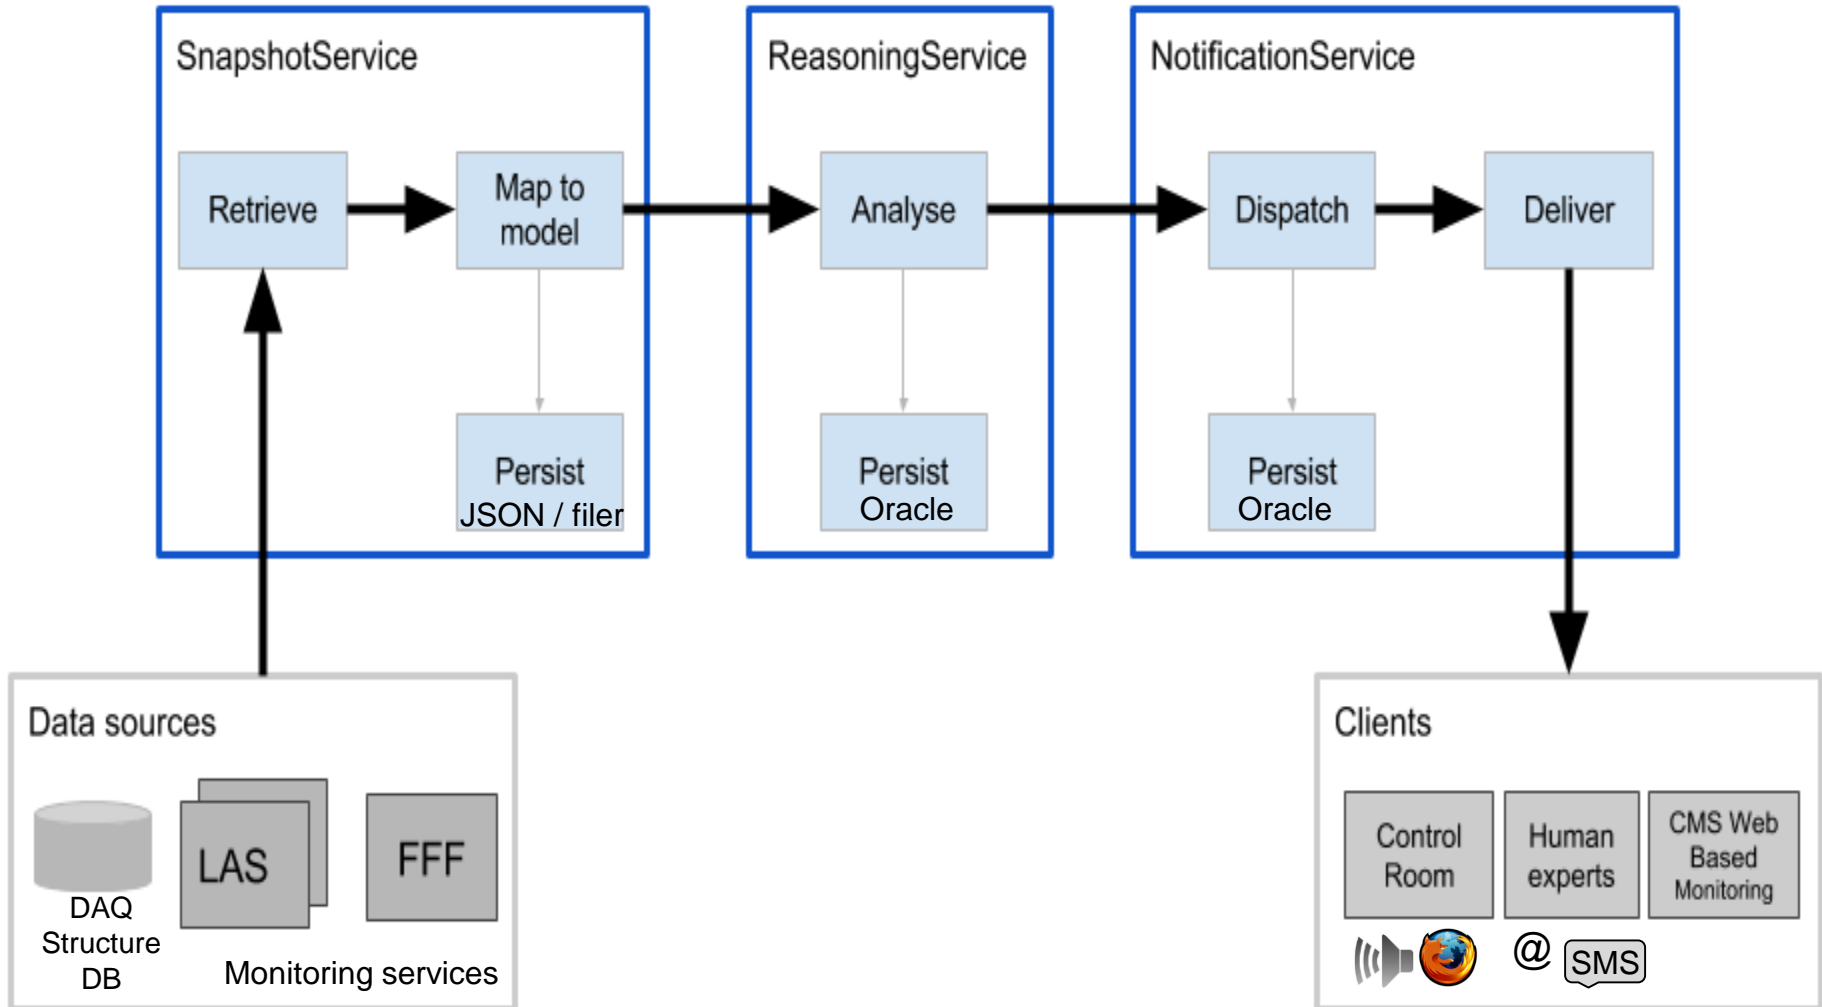 SnapshotService
ReasoningService
NotificationService
Retrieve
Map to
model
Analyse
Dispatch
Deliver
Persist
JSON / filer
Persist
Oracle
Persist
Oracle
Data sources
LAS
FFF
DAQ
Structure
DB
Monitoring services
Clients
Control
Room
Human
experts
CMS Web
Based
Monitoring
@
SMS